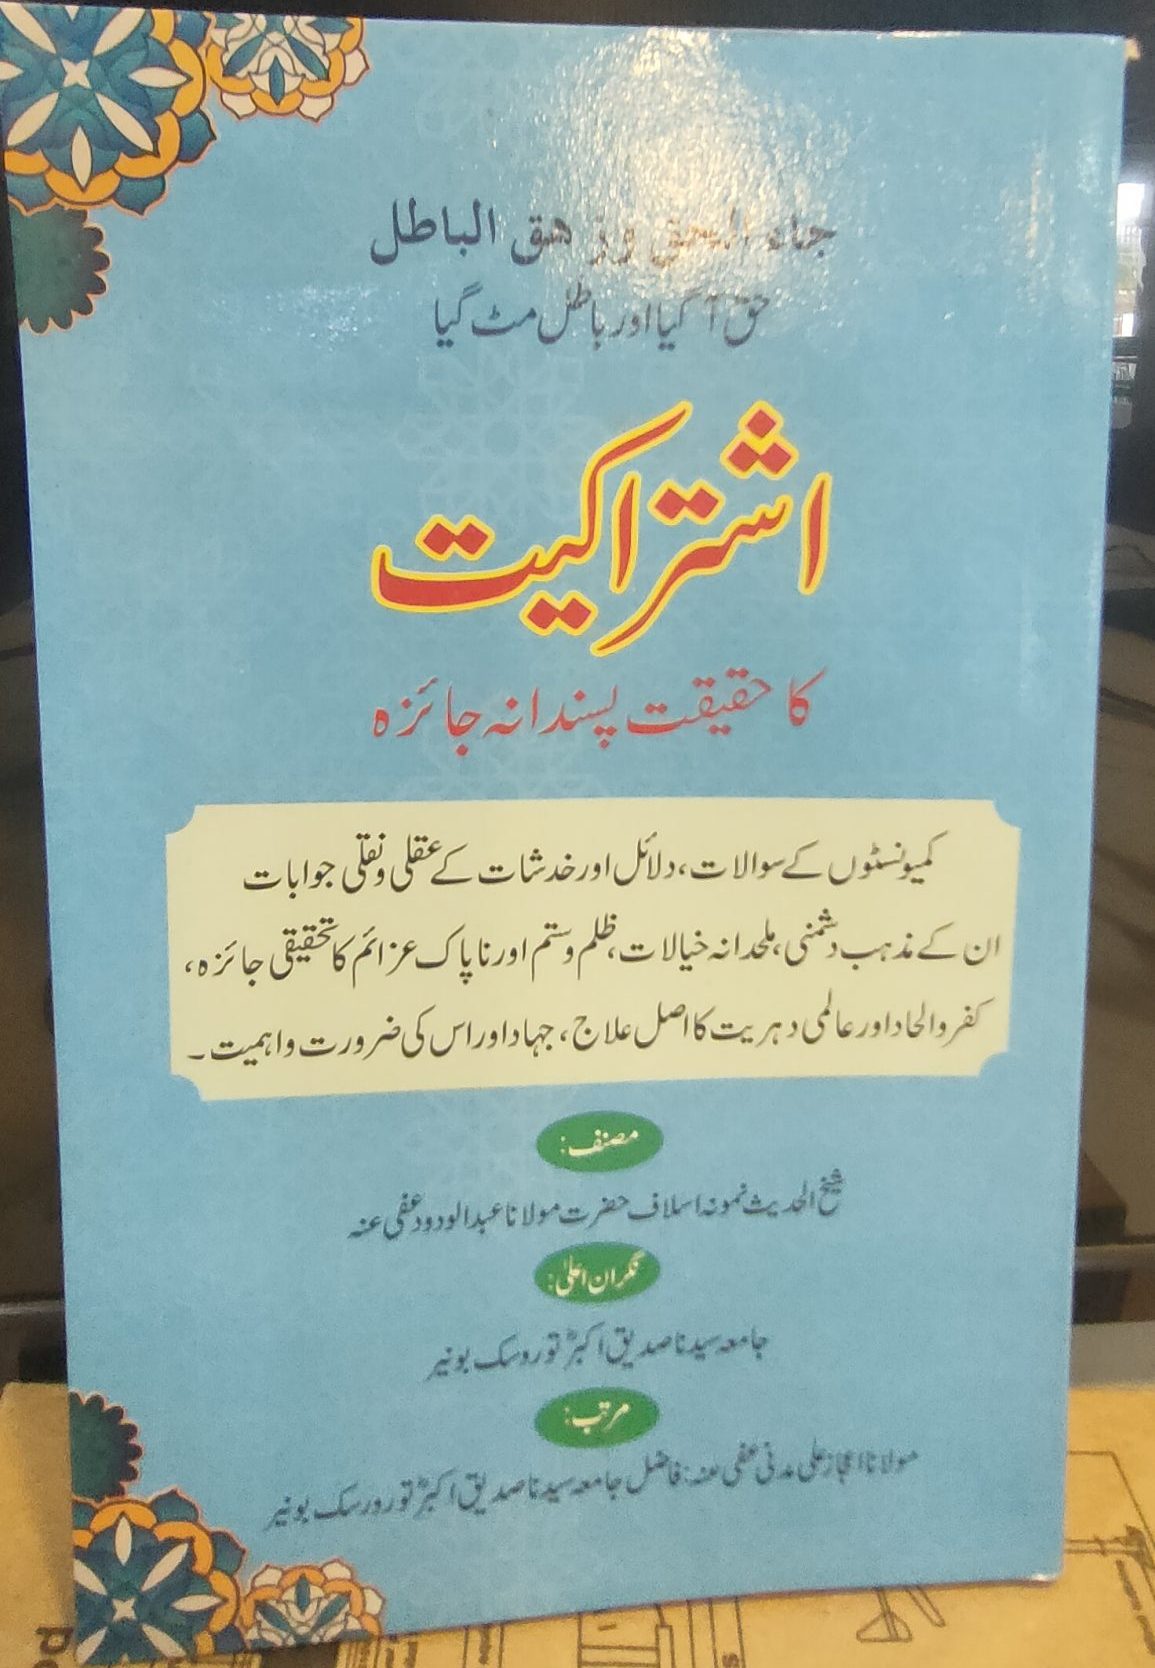 جاء الحق وزهق الباطل
حق آگیا اور باطل مٹ گیا
اشتراکیت
کا حقیقت پسندانہ جائزہ
کمیونسٹوں کے سوالات، دلائل اور خدشات کے عقلی و نقلی جوابات
ان کے مذہب دشمنی، ملحدانہ خیالات، ظلم و ستم اور ناپاک عزائم کا تحقیقی جائزہ،
کفر و الحاد اور عالمی دہریت کا اصل علاج، جہاد اور اس کی ضرورت و اہمیت۔
مصنف:
شیخ الحدیث نمونہ اسلاف حضرت مولانا عبدالودود عفی عنہ
نگران اعلیٰ:
جامعہ سیدنا صدیق اکبرؓ توروسک بونیر
مرتب:
مولانا اعجاز علی مدنی عفی عنہ: فاضل جامعہ سیدنا صدیق اکبرؓ تورورسک بونیر